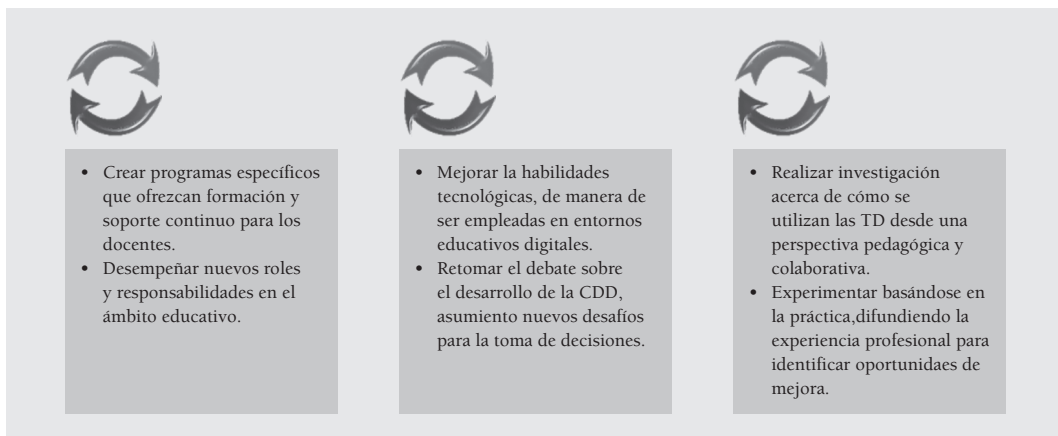 • Crear programas específicos
que ofrezcan formación y
soporte continuo para los
docentes.
• Desempeñar nuevos roles
y responsabilidades en el
ámbito educativo.
• Mejorar la habilidades
tecnológicas, de manera de
ser empleadas en entornos
educativos digitales.
• Retomar el debate sobre
el desarrollo de la CDD,
asumiento nuevos desafíos
para la toma de decisiones.
• Realizar investigación
acerca de cómo se
utilizan las TD desde una
perspectiva pedagógica y
colaborativa.
• Experimentar basándose en
la práctica,difundiendo la
experiencia profesional para
identificar oportunidaes de
mejora.